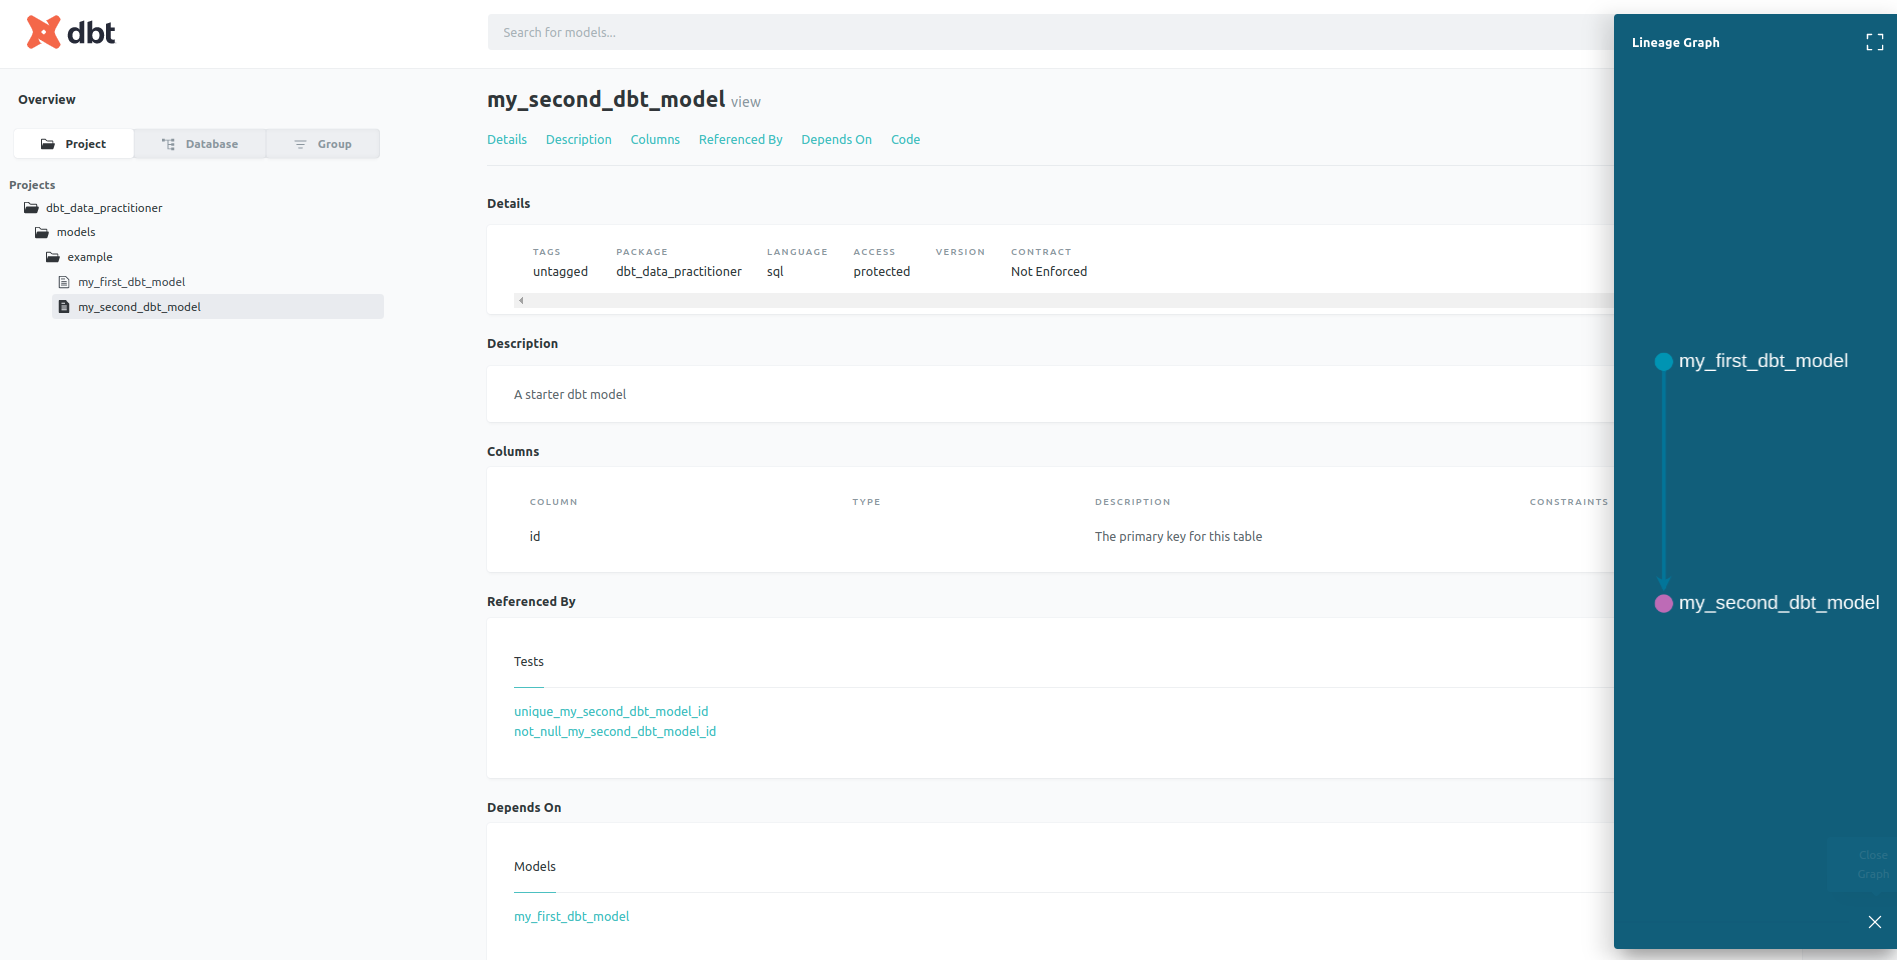 dbt
Search for models...
Overview
Project Database Group
Projects
dbt_data_practitioner
models
example
my_first_dbt_model
my_second_dbt_model
my_second_dbt_model view
Details Description Columns Referenced By Depends On Code
Details
TAGS PACKAGE LANGUAGE ACCESS VERSION CONTRACT
untagged dbt_data_practitioner sql protected Not Enforced
Description
A starter dbt model
Columns
COLUMN TYPE DESCRIPTION CONSTRAINTS
id The primary key for this table
Referenced By
Tests
unique_my_second_dbt_model_id
not_null_my_second_dbt_model_id
Depends On
Models
my_first_dbt_model
Lineage Graph
my_first_dbt_model
my_second_dbt_model
Close
Graph